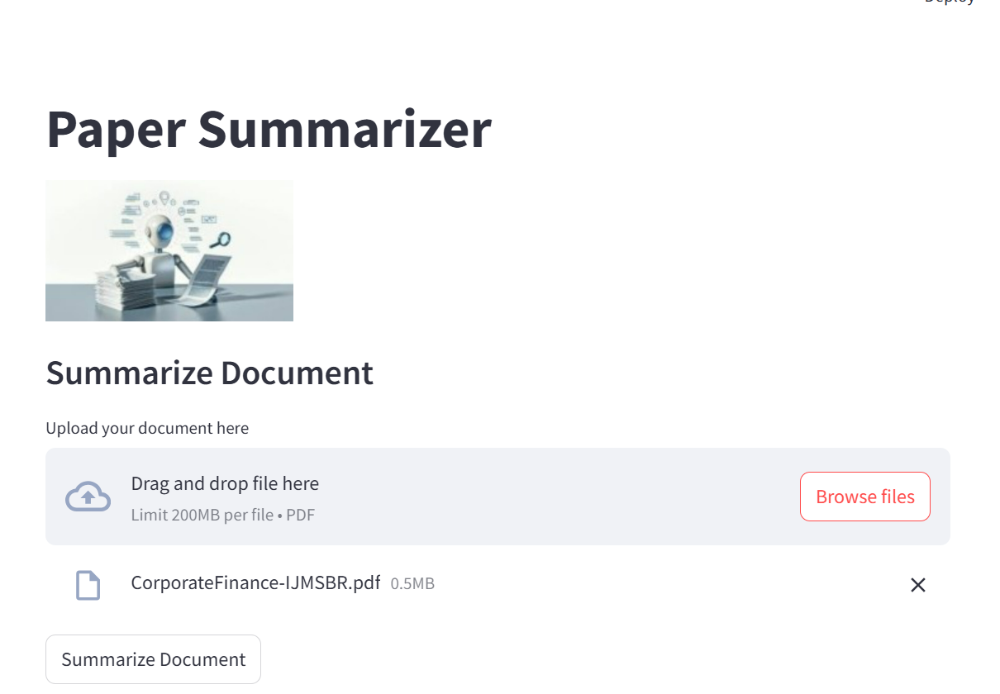 Deploy
Paper Summarizer
Summarize Document
Upload your document here
Drag and drop file here
Limit 200MB per file • PDF
Browse files
CorporateFinance-IJMSBR.pdf 0.5MB
Summarize Document